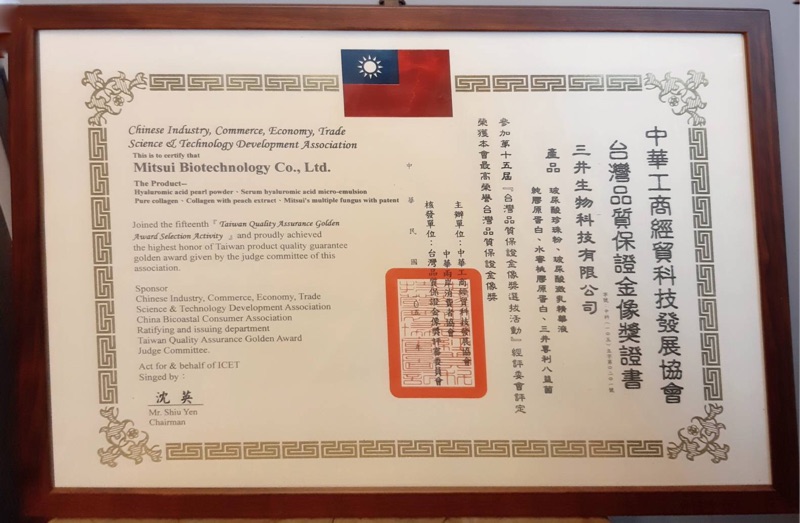 Chinese Industry, Commerce, Economy, Trade
Science & Technology Development Association
This is to certify that
Mitsui Biotechnology Co., Ltd.
The Product--
Hyaluronic acid pearl powder、Serum hyaluronic acid micro-emulsion
Pure collagen、Collagen with peach extract、Mitsui's multiple fungus with patent
Joined the fifteenth「Taiwan Quality Assurance Golden
Award Selection Activity」and proudly achieved
the highest honor of Taiwan product quality guarantee
golden award given by the judge committee of this
association.
Sponsor
Chinese Industry, Commerce, Economy, Trade
Science & Technology Development Association
China Bicoastal Consumer Association
Ratifying and issuing department
Taiwan Quality Assurance Golden Award
Judge Committee.
Act for & behalf of ICET
Singed by：
沈英
Mr. Shiu Yen
Chairman
中華工商經貿科技發展協會
台灣品質保證金像獎證書
三井生物科技有限公司
產品
玻尿酸珍珠粉、玻尿酸微乳精華液
純膠原蛋白、水蜜桃膠原蛋白、三井專利八益菌
參加第十五屆『台灣品質保證金像獎選拔活動』經評委會評定
榮獲本會最高榮譽台灣品質保證金像獎
主辦單位：中華工商經貿科技發展協會
中華兩岸消費者協會
核發單位：台灣品質保證金像獎評審委員會
中華民國